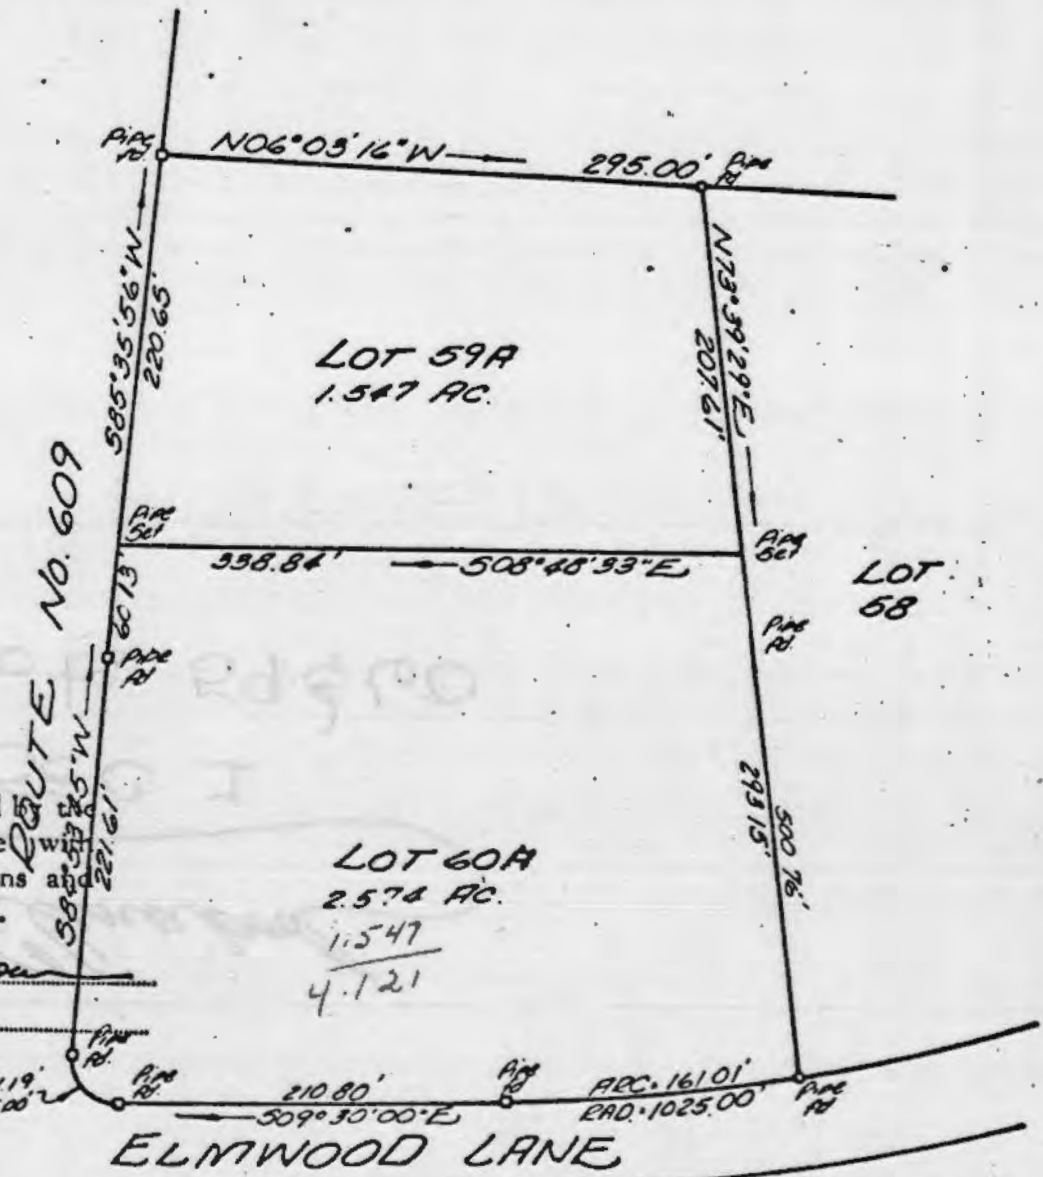 Pipe
Fd
N06°03'16"W
295.00'
Pipe
Fd
S85°35'56"W
220.65'
LOT 59A
1.547 AC.
N73°39'29"E
207.61'
ROUTE No. 609
Pipe
Set
338.84'
S08°48'33"E
Pipe
Set
LOT
58
60.13'
Pipe
Fd
Pipe
Fd.
221.61'
293.15'
500.76'
LOT 60A
2.574 AC.
1.547
4.121
ns and
Pipe
Fd.
Pipe
Fd.
210.80'
S09°30'00"E
Pipe
Fd
ARC=161.01'
RAD.=1025.00'
Pipe
Fd
ELMWOOD LANE